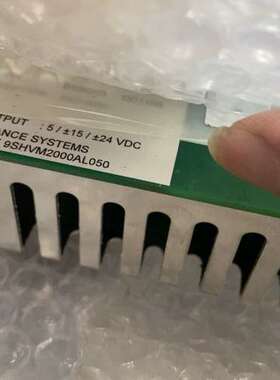 TPUT : 5 / ±15 / ±24 VDC
ANCE SYSTEMS
9SHVM2000AL050